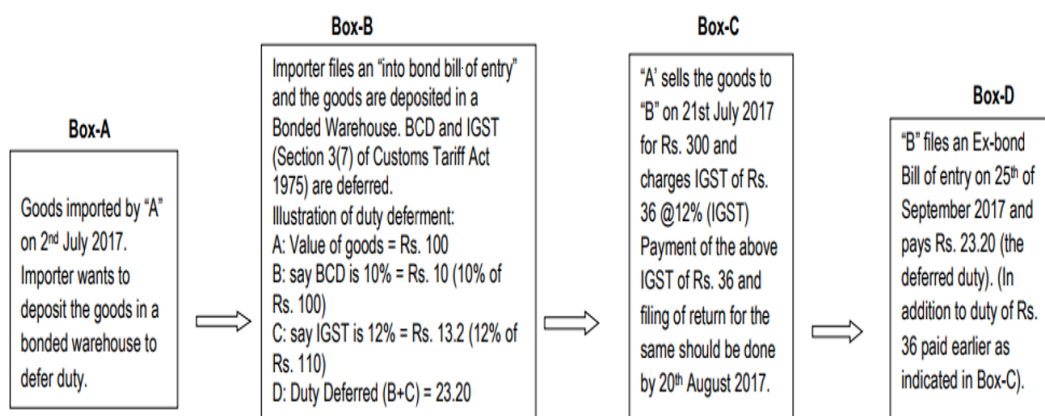 Box-A
Goods imported by “A”
on 2nd July 2017.
Importer wants to
deposit the goods in a
bonded warehouse to
defer duty.
Box-B
Importer files an “into bond bill of entry”
and the goods are deposited in a
Bonded Warehouse. BCD and IGST
(Section 3(7) of Customs Tariff Act
1975) are deferred.
Illustration of duty deferment:
A: Value of goods = Rs. 100
B: say BCD is 10% = Rs. 10 (10% of
Rs. 100)
C: say IGST is 12% = Rs. 13.2 (12% of
Rs. 110)
D: Duty Deferred (B+C) = 23.20
Box-C
“A’ sells the goods to
“B” on 21st July 2017
for Rs. 300 and
charges IGST of Rs.
36 @12% (IGST)
Payment of the above
IGST of Rs. 36 and
filing of return for the
same should be done
by 20th August 2017.
Box-D
“B” files an Ex-bond
Bill of entry on 25th of
September 2017 and
pays Rs. 23.20 (the
deferred duty). (In
addition to duty of Rs.
36 paid earlier as
indicated in Box-C).